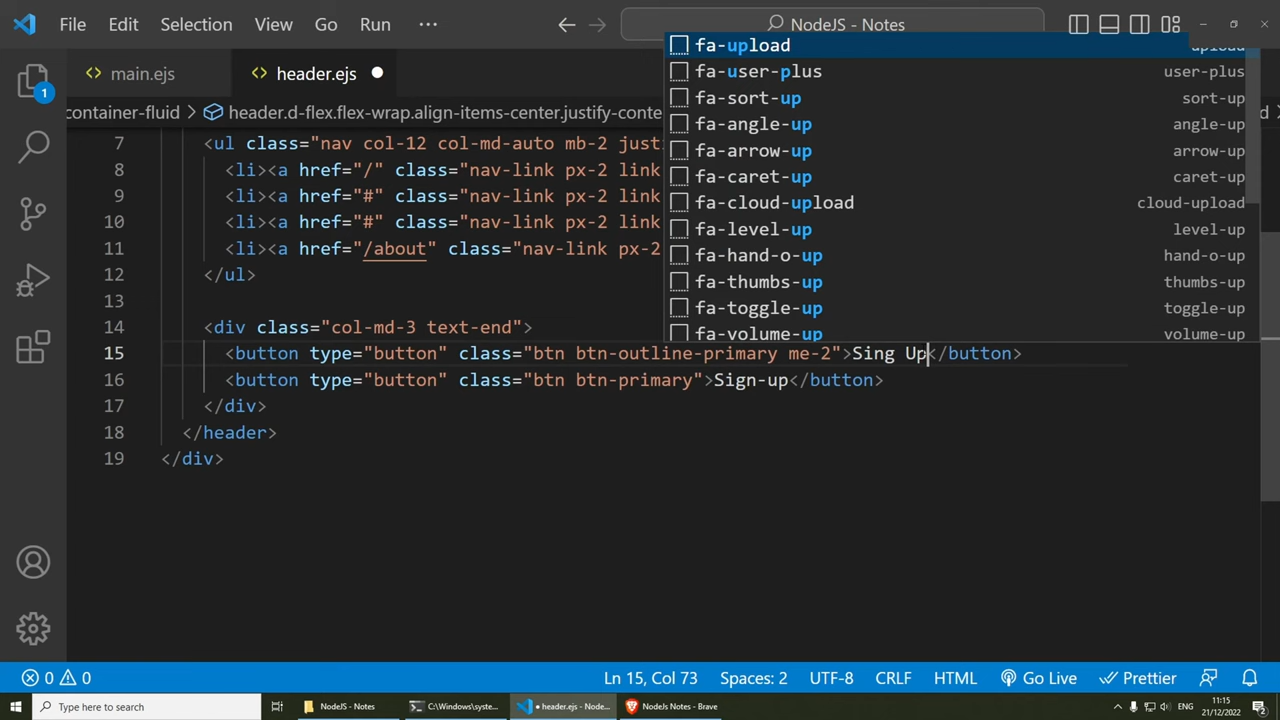 File Edit Selection View Go Run ··· NodeJS - Notes
main.ejs header.ejs
container-fluid > header.d-flex.flex-wrap.align-items-center.justify-conte
7 <ul class="nav col-12 col-md-auto mb-2 just
8 <li><a href="/" class="nav-link px-2 link
9 <li><a href="#" class="nav-link px-2 link
10 <li><a href="#" class="nav-link px-2 link
11 <li><a href="/about" class="nav-link px-2
12 </ul>
13
14 <div class="col-md-3 text-end">
15 <button type="button" class="btn btn-outline-primary me-2">Sing Up</button>
16 <button type="button" class="btn btn-primary">Sign-up</button>
17 </div>
18 </header>
19 </div>
fa-upload upload
fa-user-plus user-plus
fa-sort-up sort-up
fa-angle-up angle-up
fa-arrow-up arrow-up
fa-caret-up caret-up
fa-cloud-upload cloud-upload
fa-level-up level-up
fa-hand-o-up hand-o-up
fa-thumbs-up thumbs-up
fa-toggle-up toggle-up
fa-volume-up volume-up
1
0 0 Ln 15, Col 73 Spaces: 2 UTF-8 CRLF HTML Go Live Prettier
Type here to search NodeJS - Notes C:\Windows\syste... header.ejs - Node... NodeJs Notes - Brave ENG 11:15
21/12/2022 2